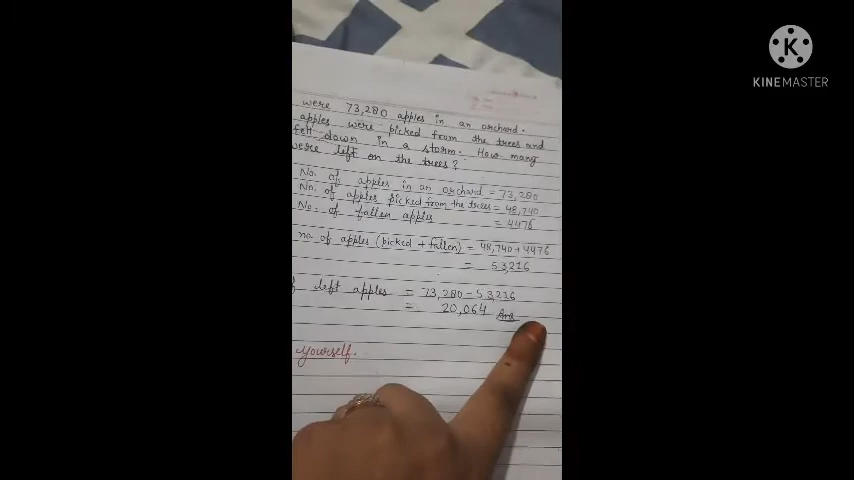 were 73,280 apples in an orchard.
apples were picked from the trees and
fell down in a storm. How many
were left on the trees?
No. of apples in an orchard = 73,280
No. of apples picked from the trees = 48,740
No. of fallen apples = 4476
no of apples (picked + fallen) = 48,740+4476
= 53,216
f left apples = 73,280-53,216
= 20,064 Ans
yourself.
K
KINEMASTER